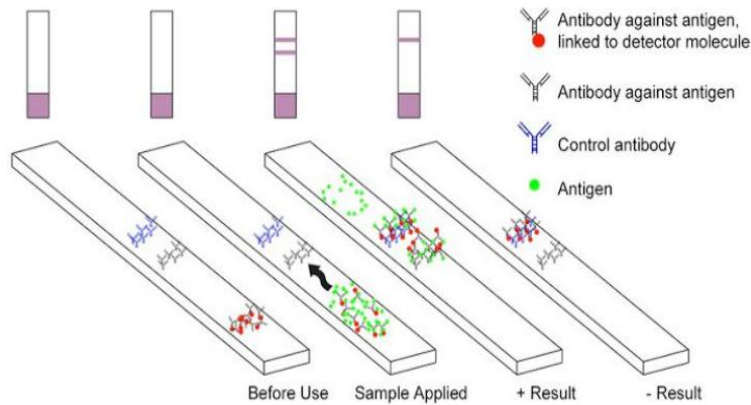 Antibody against antigen,
linked to detector molecule
Antibody against antigen
Control antibody
Antigen
Before Use
Sample Applied
+ Result
- Result